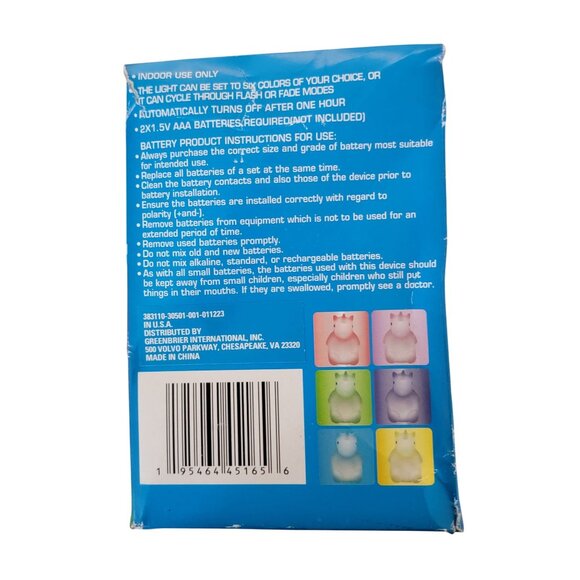 • INDOOR USE ONLY
• THE LIGHT CAN BE SET TO SIX COLORS OF YOUR CHOICE, OR
IT CAN CYCLE THROUGH FLASH OR FADE MODES
• AUTOMATICALLY TURNS OFF AFTER ONE HOUR
• 2X1.5V AAA BATTERIES REQUIRED (NOT INCLUDED)
BATTERY PRODUCT INSTRUCTIONS FOR USE:
• Always purchase the correct size and grade of battery most suitable
for intended use.
• Replace all batteries of a set at the same time.
• Clean the battery contacts and also those of the device prior to
battery installation.
• Ensure the batteries are installed correctly with regard to
polarity (+and-).
• Remove batteries from equipment which is not to be used for an
extended period of time.
• Remove used batteries promptly.
• Do not mix old and new batteries.
• Do not mix alkaline, standard, or rechargeable batteries.
• As with all small batteries, the batteries used with this device should
be kept away from small children, especially children who still put
things in their mouths. If they are swallowed, promptly see a doctor.
383110-30501-001-011223
IN U.S.A.
DISTRIBUTED BY
GREENBRIER INTERNATIONAL, INC.
500 VOLVO PARKWAY, CHESAPEAKE, VA 23320
MADE IN CHINA
1 95464 45165 6